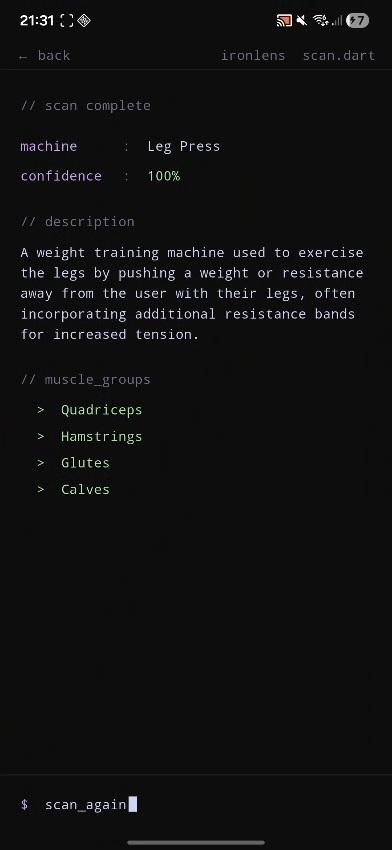 21:31
7
← back
ironlens scan.dart
// scan complete
machine : Leg Press
confidence : 100%
// description
A weight training machine used to exercise
the legs by pushing a weight or resistance
away from the user with their legs, often
incorporating additional resistance bands
for increased tension.
// muscle_groups
> Quadriceps
> Hamstrings
> Glutes
> Calves
$ scan_again